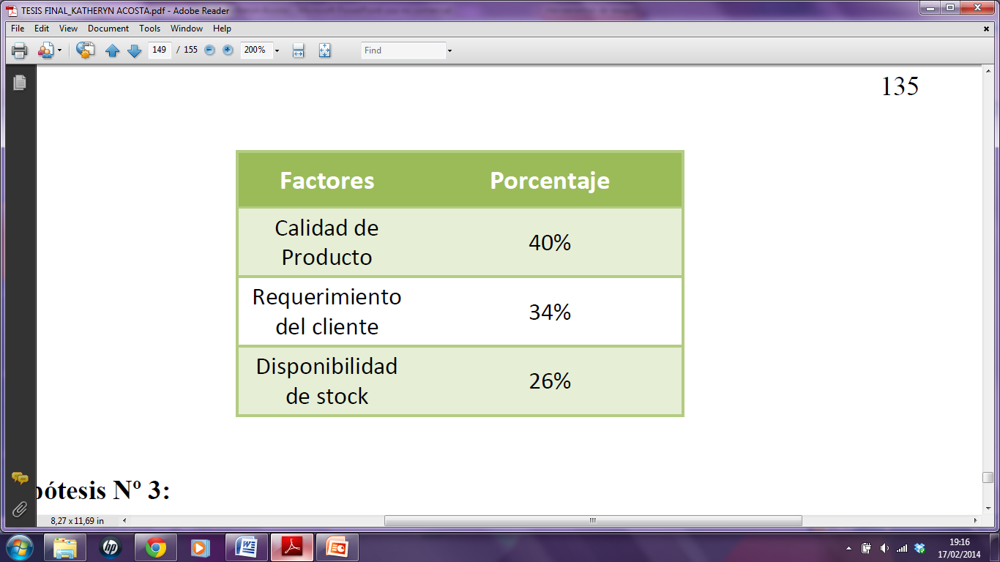 TESIS FINAL_KATHERYN ACOSTA.pdf - Adobe Reader
File Edit View Document Tools Window Help
149 / 155 200% Find
135
Factores Porcentaje
Calidad de
Producto
40%
Requerimiento
del cliente
34%
Disponibilidad
de stock
26%
pótesis Nº 3:
8,27 x 11,69 in
hp
19:16
17/02/2014